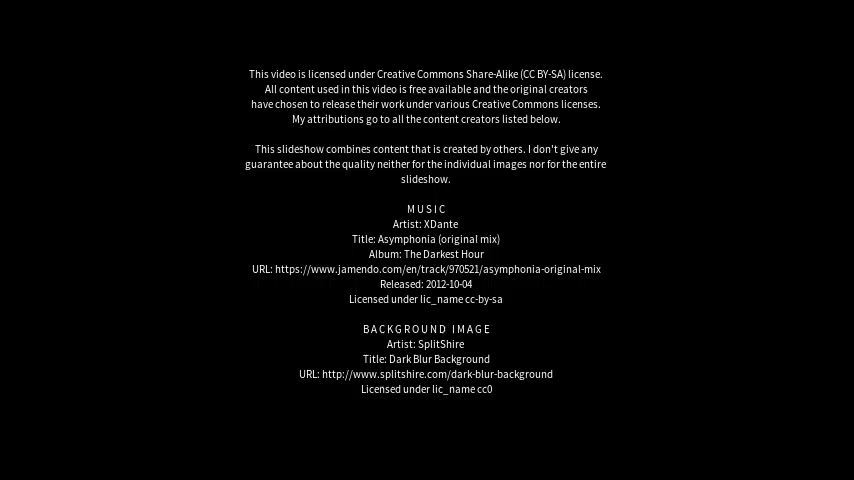 This video is licensed under Creative Commons Share-Alike (CC BY-SA) license.
All content used in this video is free available and the original creators
have chosen to release their work under various Creative Commons licenses.
My attributions go to all the content creators listed below.
This slideshow combines content that is created by others. I don't give any
guarantee about the quality neither for the individual images nor for the entire
slideshow.
MUSIC
Artist: XDante
Title: Asymphonia (original mix)
Album: The Darkest Hour
URL: https://www.jamendo.com/en/track/970521/asymphonia-original-mix
Released: 2012-10-04
Licensed under lic_name cc-by-sa
BACKGROUND IMAGE
Artist: SplitShire
Title: Dark Blur Background
URL: http://www.splitshire.com/dark-blur-background
Licensed under lic_name cc0